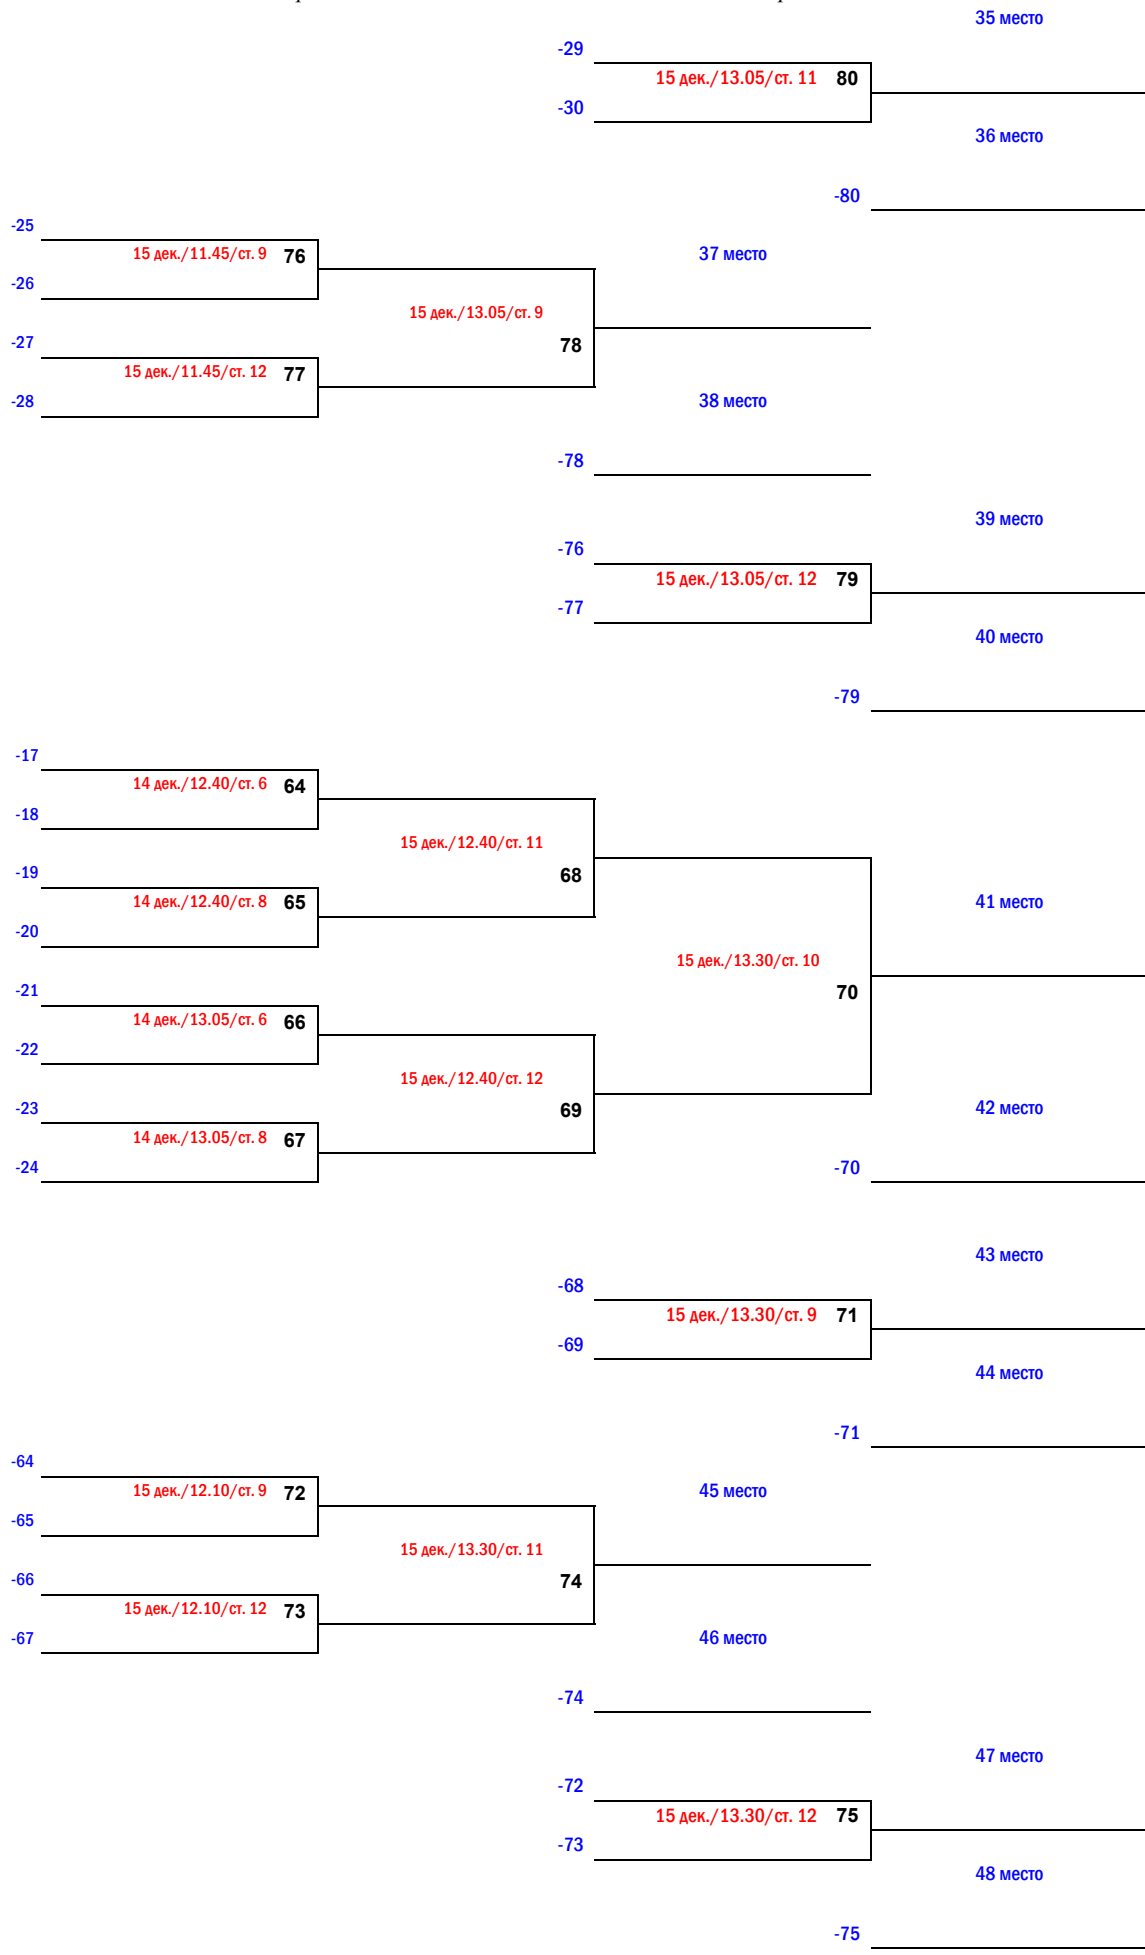 35 место
-29
15 дек./13.05/ст. 11 80
-30
36 место
-80
-25
15 дек./11.45/ст. 9 76
37 место
-26
15 дек./13.05/ст. 9
-27
78
15 дек./11.45/ст. 12 77
-28
38 место
-78
39 место
-76
15 дек./13.05/ст. 12 79
-77
40 место
-79
-17
14 дек./12.40/ст. 6 64
-18
15 дек./12.40/ст. 11
-19
68
14 дек./12.40/ст. 8 65
41 место
-20
15 дек./13.30/ст. 10
-21
70
14 дек./13.05/ст. 6 66
-22
15 дек./12.40/ст. 12
-23
69
42 место
14 дек./13.05/ст. 8 67
-24
-70
43 место
-68
15 дек./13.30/ст. 9 71
-69
44 место
-71
-64
15 дек./12.10/ст. 9 72
45 место
-65
15 дек./13.30/ст. 11
-66
74
15 дек./12.10/ст. 12 73
-67
46 место
-74
47 место
-72
15 дек./13.30/ст. 12 75
-73
48 место
-75